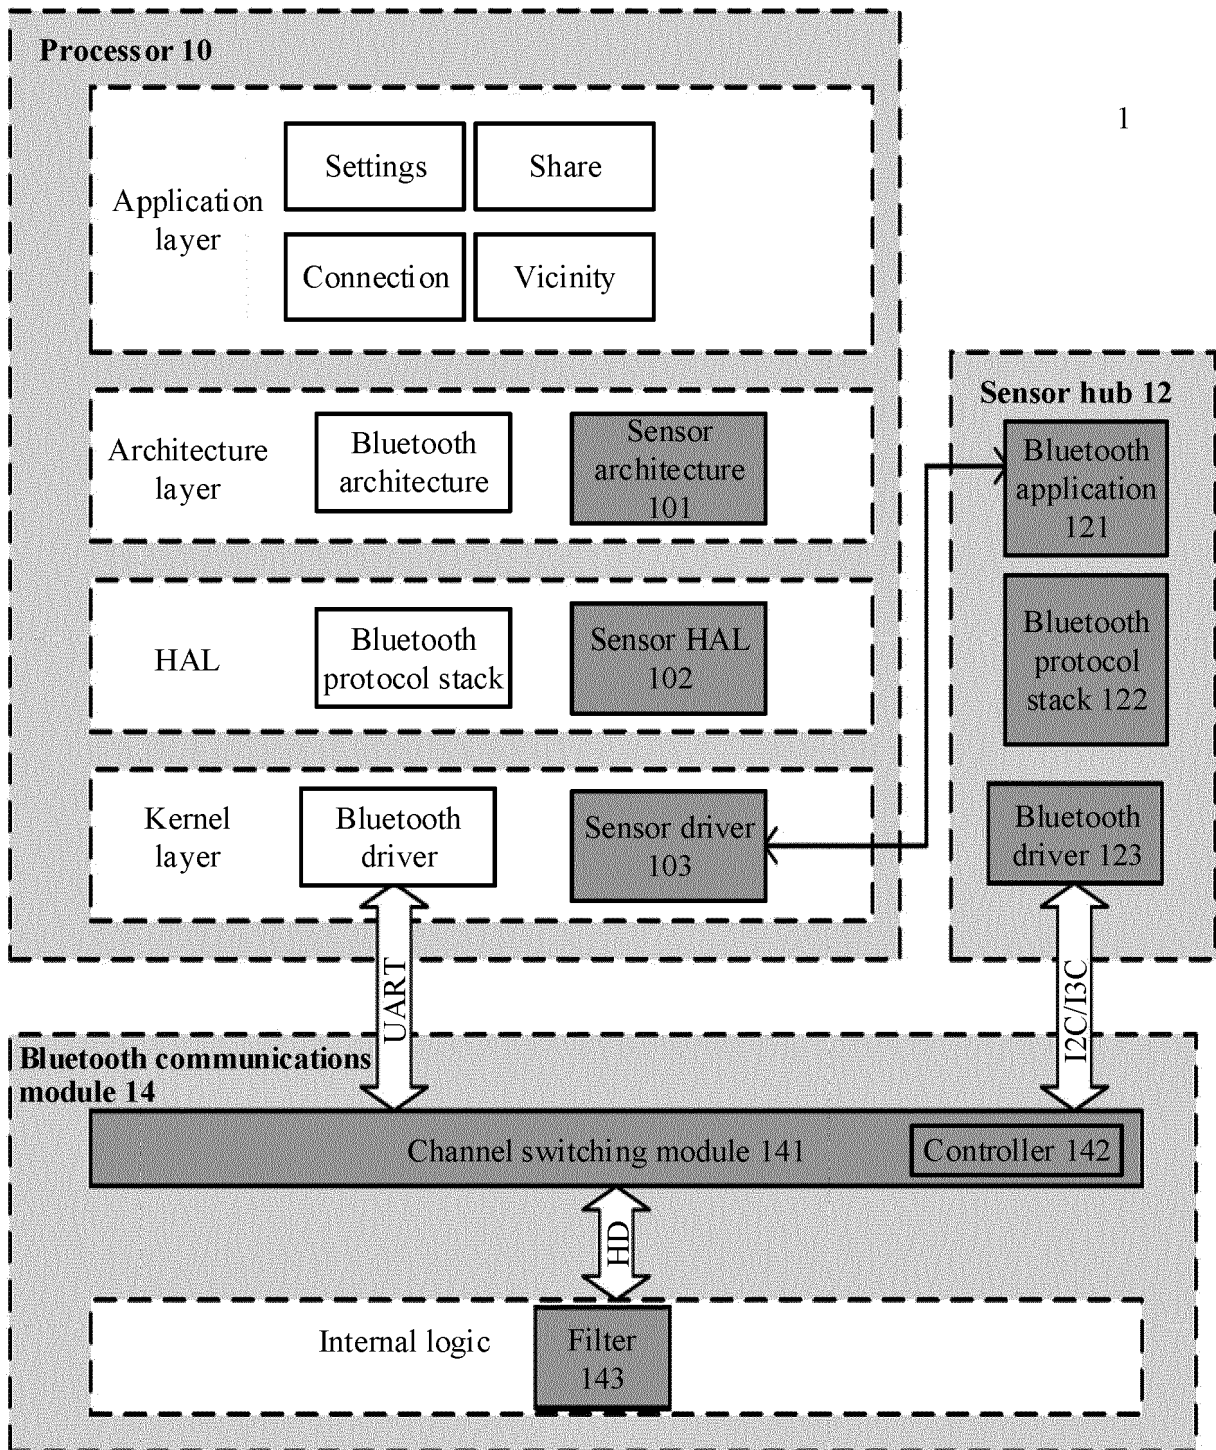 Processor 10
1
Application
layer
Settings
Share
Connection
Vicinity
Architecture
layer
Bluetooth
architecture
Sensor
architecture
101
HAL
Bluetooth
protocol stack
Sensor HAL
102
Kernel
layer
Bluetooth
driver
Sensor driver
103
Sensor hub 12
Bluetooth
application
121
Bluetooth
protocol
stack 122
Bluetooth
driver 123
UART
I2C/I3C
Bluetooth communications
module 14
Channel switching module 141
Controller 142
HD
Internal logic
Filter
143